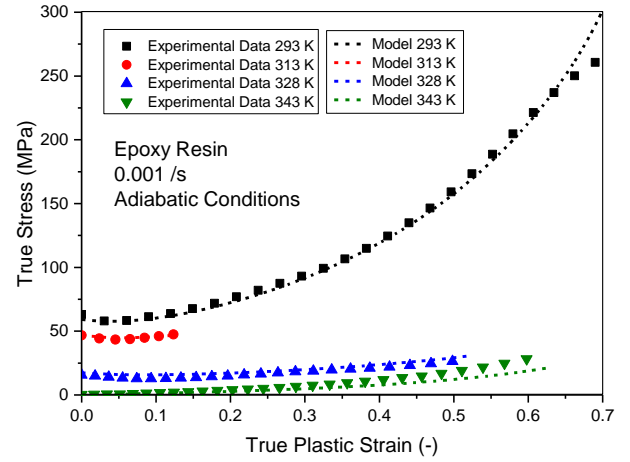 300
250
200
150
100
50
0
True Stress (MPa)
Experimental Data 293 K
Experimental Data 313 K
Experimental Data 328 K
Experimental Data 343 K
Model 293 K
Model 313 K
Model 328 K
Model 343 K
Epoxy Resin
0.001 /s
Adiabatic Conditions
0.0 0.1 0.2 0.3 0.4 0.5 0.6 0.7
True Plastic Strain (-)